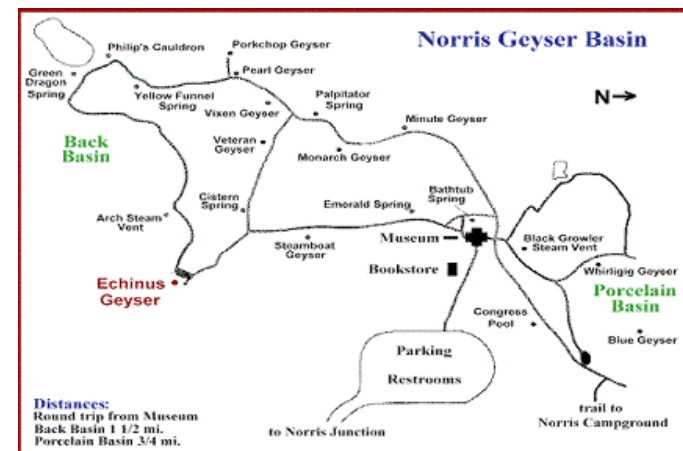 Norris Geyser Basin
Philip's Cauldron
Porkchop Geyser
Green
Dragon
Spring
Pearl Geyser
Yellow Funnel
Spring
Vixen Geyser
Palpitator
Spring
N
Minute Geyser
Back
Basin
Veteran
Geyser
Monarch Geyser
Cistern
Spring
Emerald Spring
Bathtub
Spring
Arch Steam
Vent
Steamboat
Geyser
Museum
Black Growler
Steam Vent
Bookstore
Whirligig Geyser
Echinus
Geyser
Porcelain
Basin
Congress
Pool
Blue Geyser
Parking
Restrooms
Distances:
Round trip from Museum
Back Basin 1 1/2 mi.
Porcelain Basin 3/4 mi.
to Norris Junction
trail to
Norris Campground